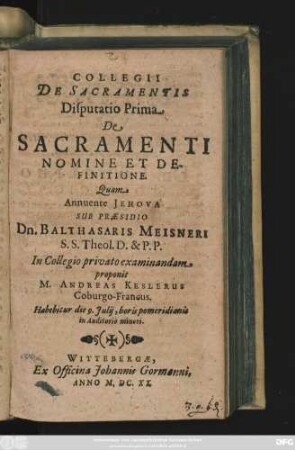 COLLEGII
DE SACRAMENTIS
Disputatio Prima
De
SACRAMENTI
NOMINE ET DE-
FINITIONE.
Quam
Annuente JEHOVA
SUB PRÆSIDIO
Dn. BALTHASARIS MEISNERI
S.S. Theol. D. & P.P.
In Collegio privato examinandam
proponit
M. ANDREAS KESLERUS
Coburgo-Francus.
Habebitur die 9. Julij, horis pomeridianis
in Auditorio minori.
WITTEBERGÆ,
Ex Officina Johannis Gormanni,
ANNO M. DC. XX.